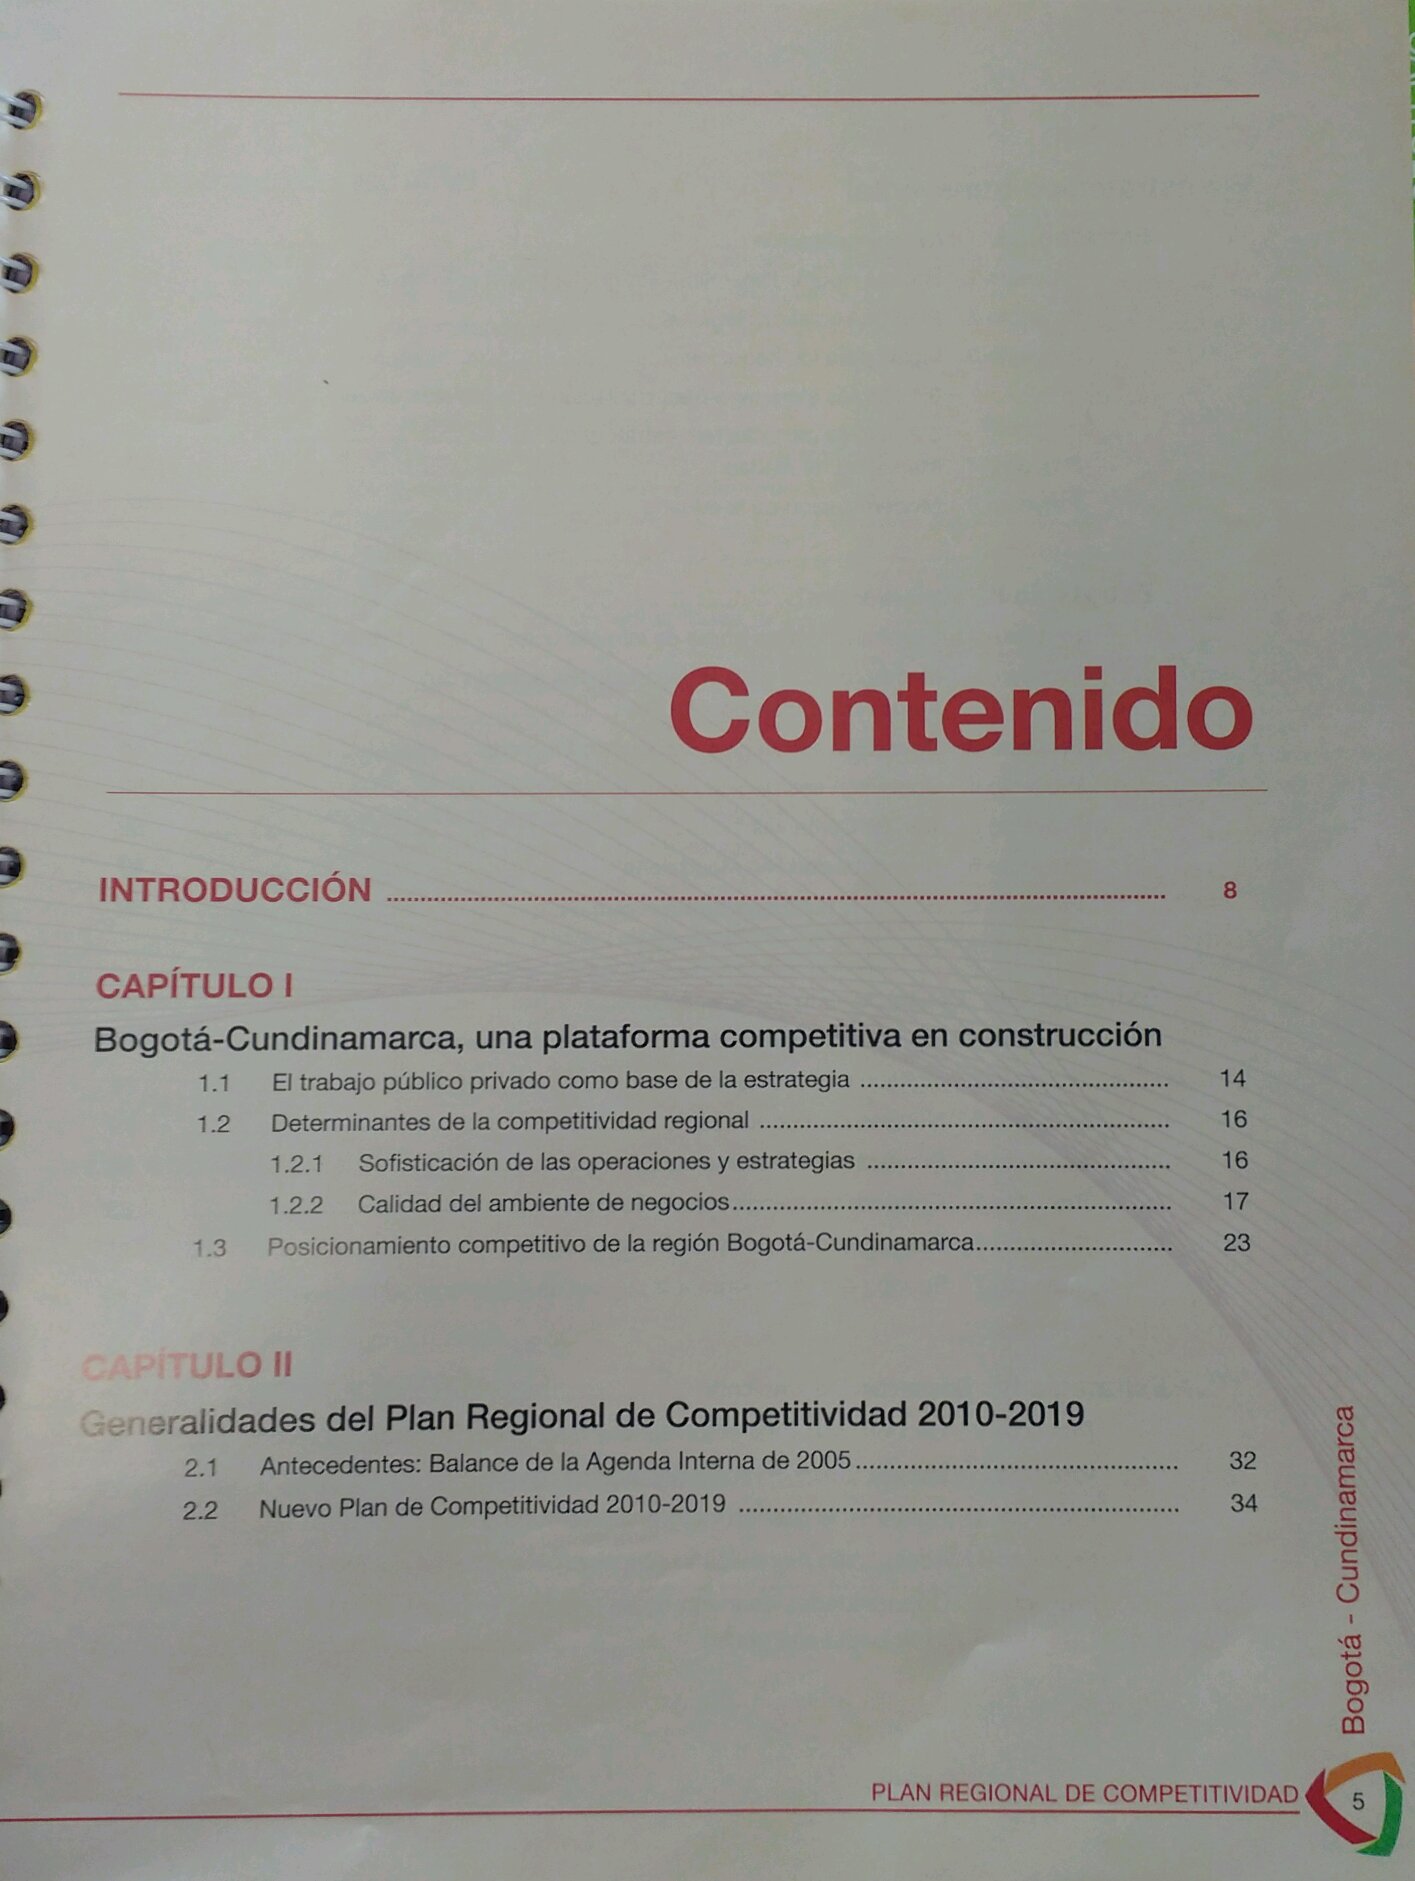 Contenido
INTRODUCCIÓN ........ 8
CAPÍTULO I
Bogotá-Cundinamarca, una plataforma competitiva en construcción
1.1 El trabajo público privado como base de la estrategia ........ 14
1.2 Determinantes de la competitividad regional ........ 16
1.2.1 Sofisticación de las operaciones y estrategias ........ 16
1.2.2 Calidad del ambiente de negocios ........ 17
1.3 Posicionamiento competitivo de la región Bogotá-Cundinamarca ........ 23
CAPÍTULO II
Generalidades del Plan Regional de Competitividad 2010-2019
2.1 Antecedentes: Balance de la Agenda Interna de 2005 ........ 32
2.2 Nuevo Plan de Competitividad 2010-2019 ........ 34
Bogotá - Cundinamarca
PLAN REGIONAL DE COMPETITIVIDAD 5